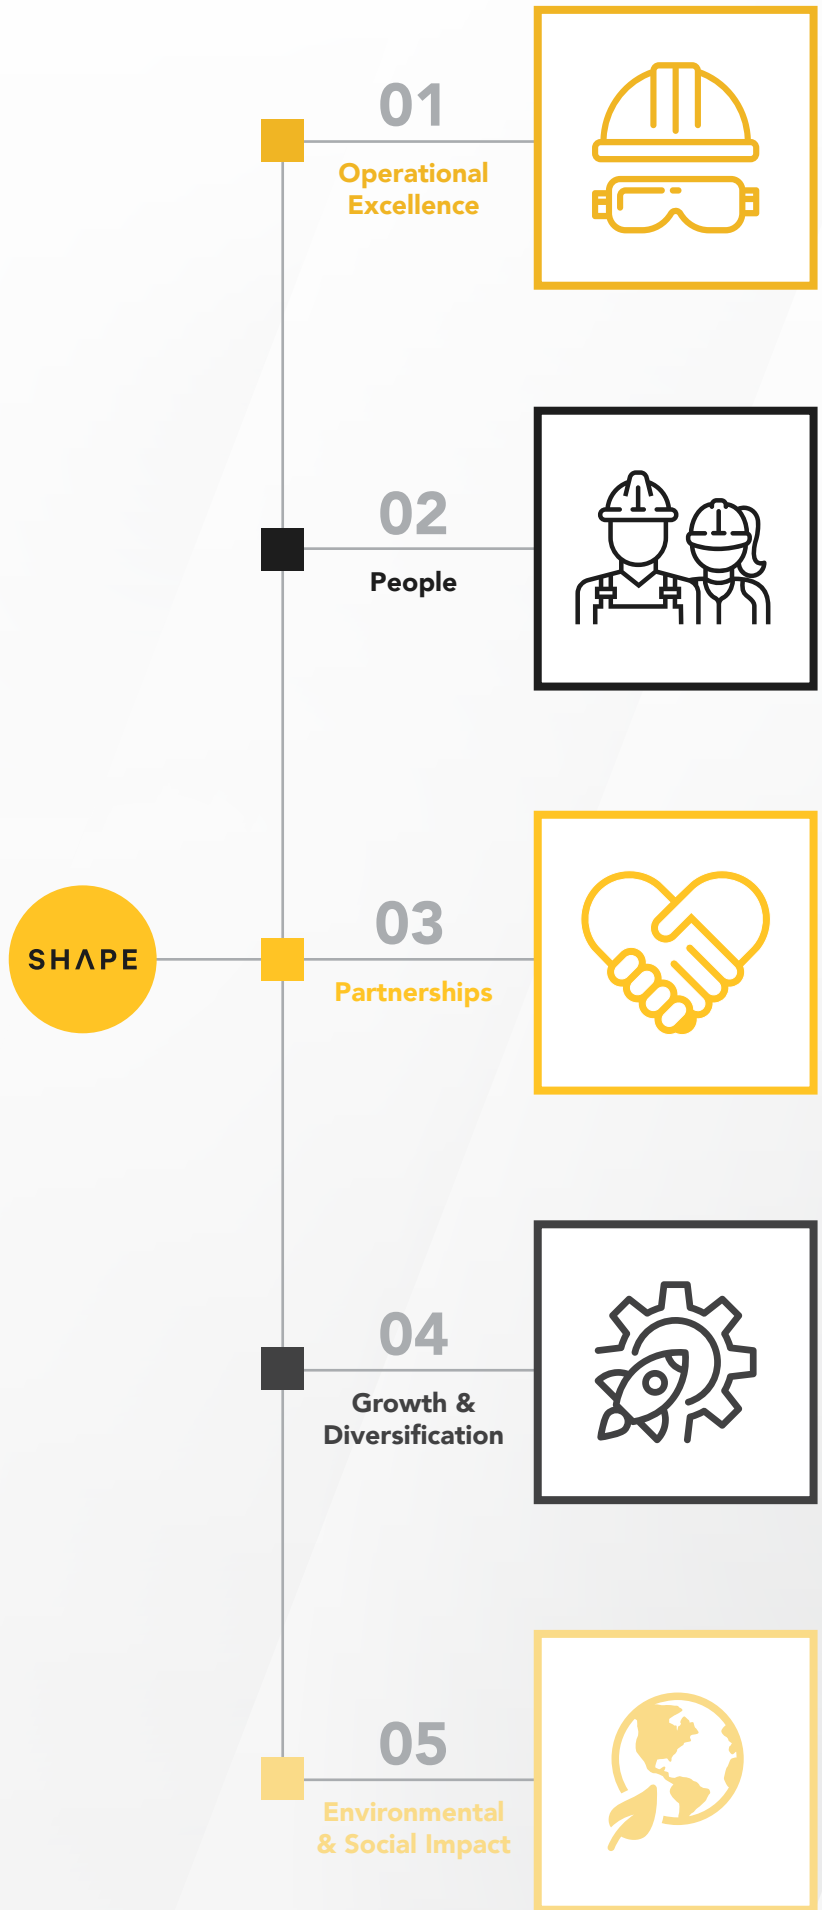 01
Operational
Excellence
02
People
SHAPE
03
Partnerships
04
Growth &
Diversification
05
Environmental
& Social Impact